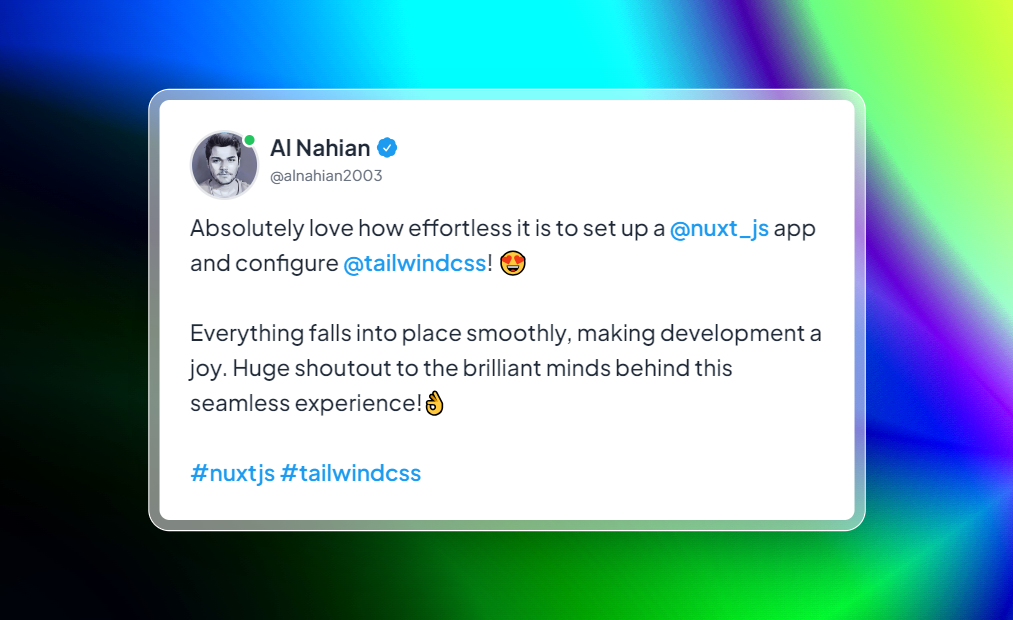 Al Nahian
@alnahian2003
Absolutely love how effortless it is to set up a @nuxt_js app
and configure @tailwindcss! 😍
Everything falls into place smoothly, making development a
joy. Huge shoutout to the brilliant minds behind this
seamless experience!👌
#nuxtjs #tailwindcss